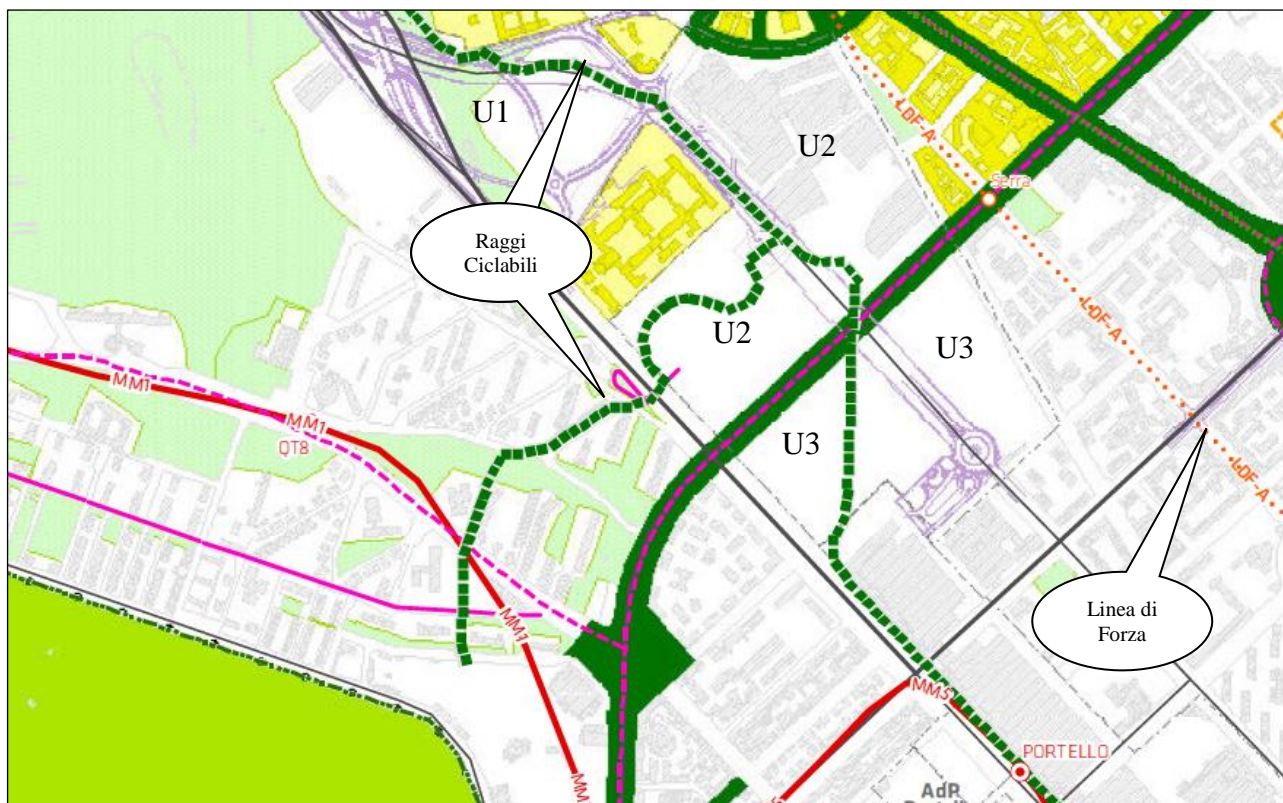 U1
U2
LDF-A
Serra
Raggi
Ciclabili
LDF-A
U2
U3
MM1
MM1
QT8
U3
LDF-A
Linea di
Forza
MM1
MM5
PORTELLO
MM
AdP